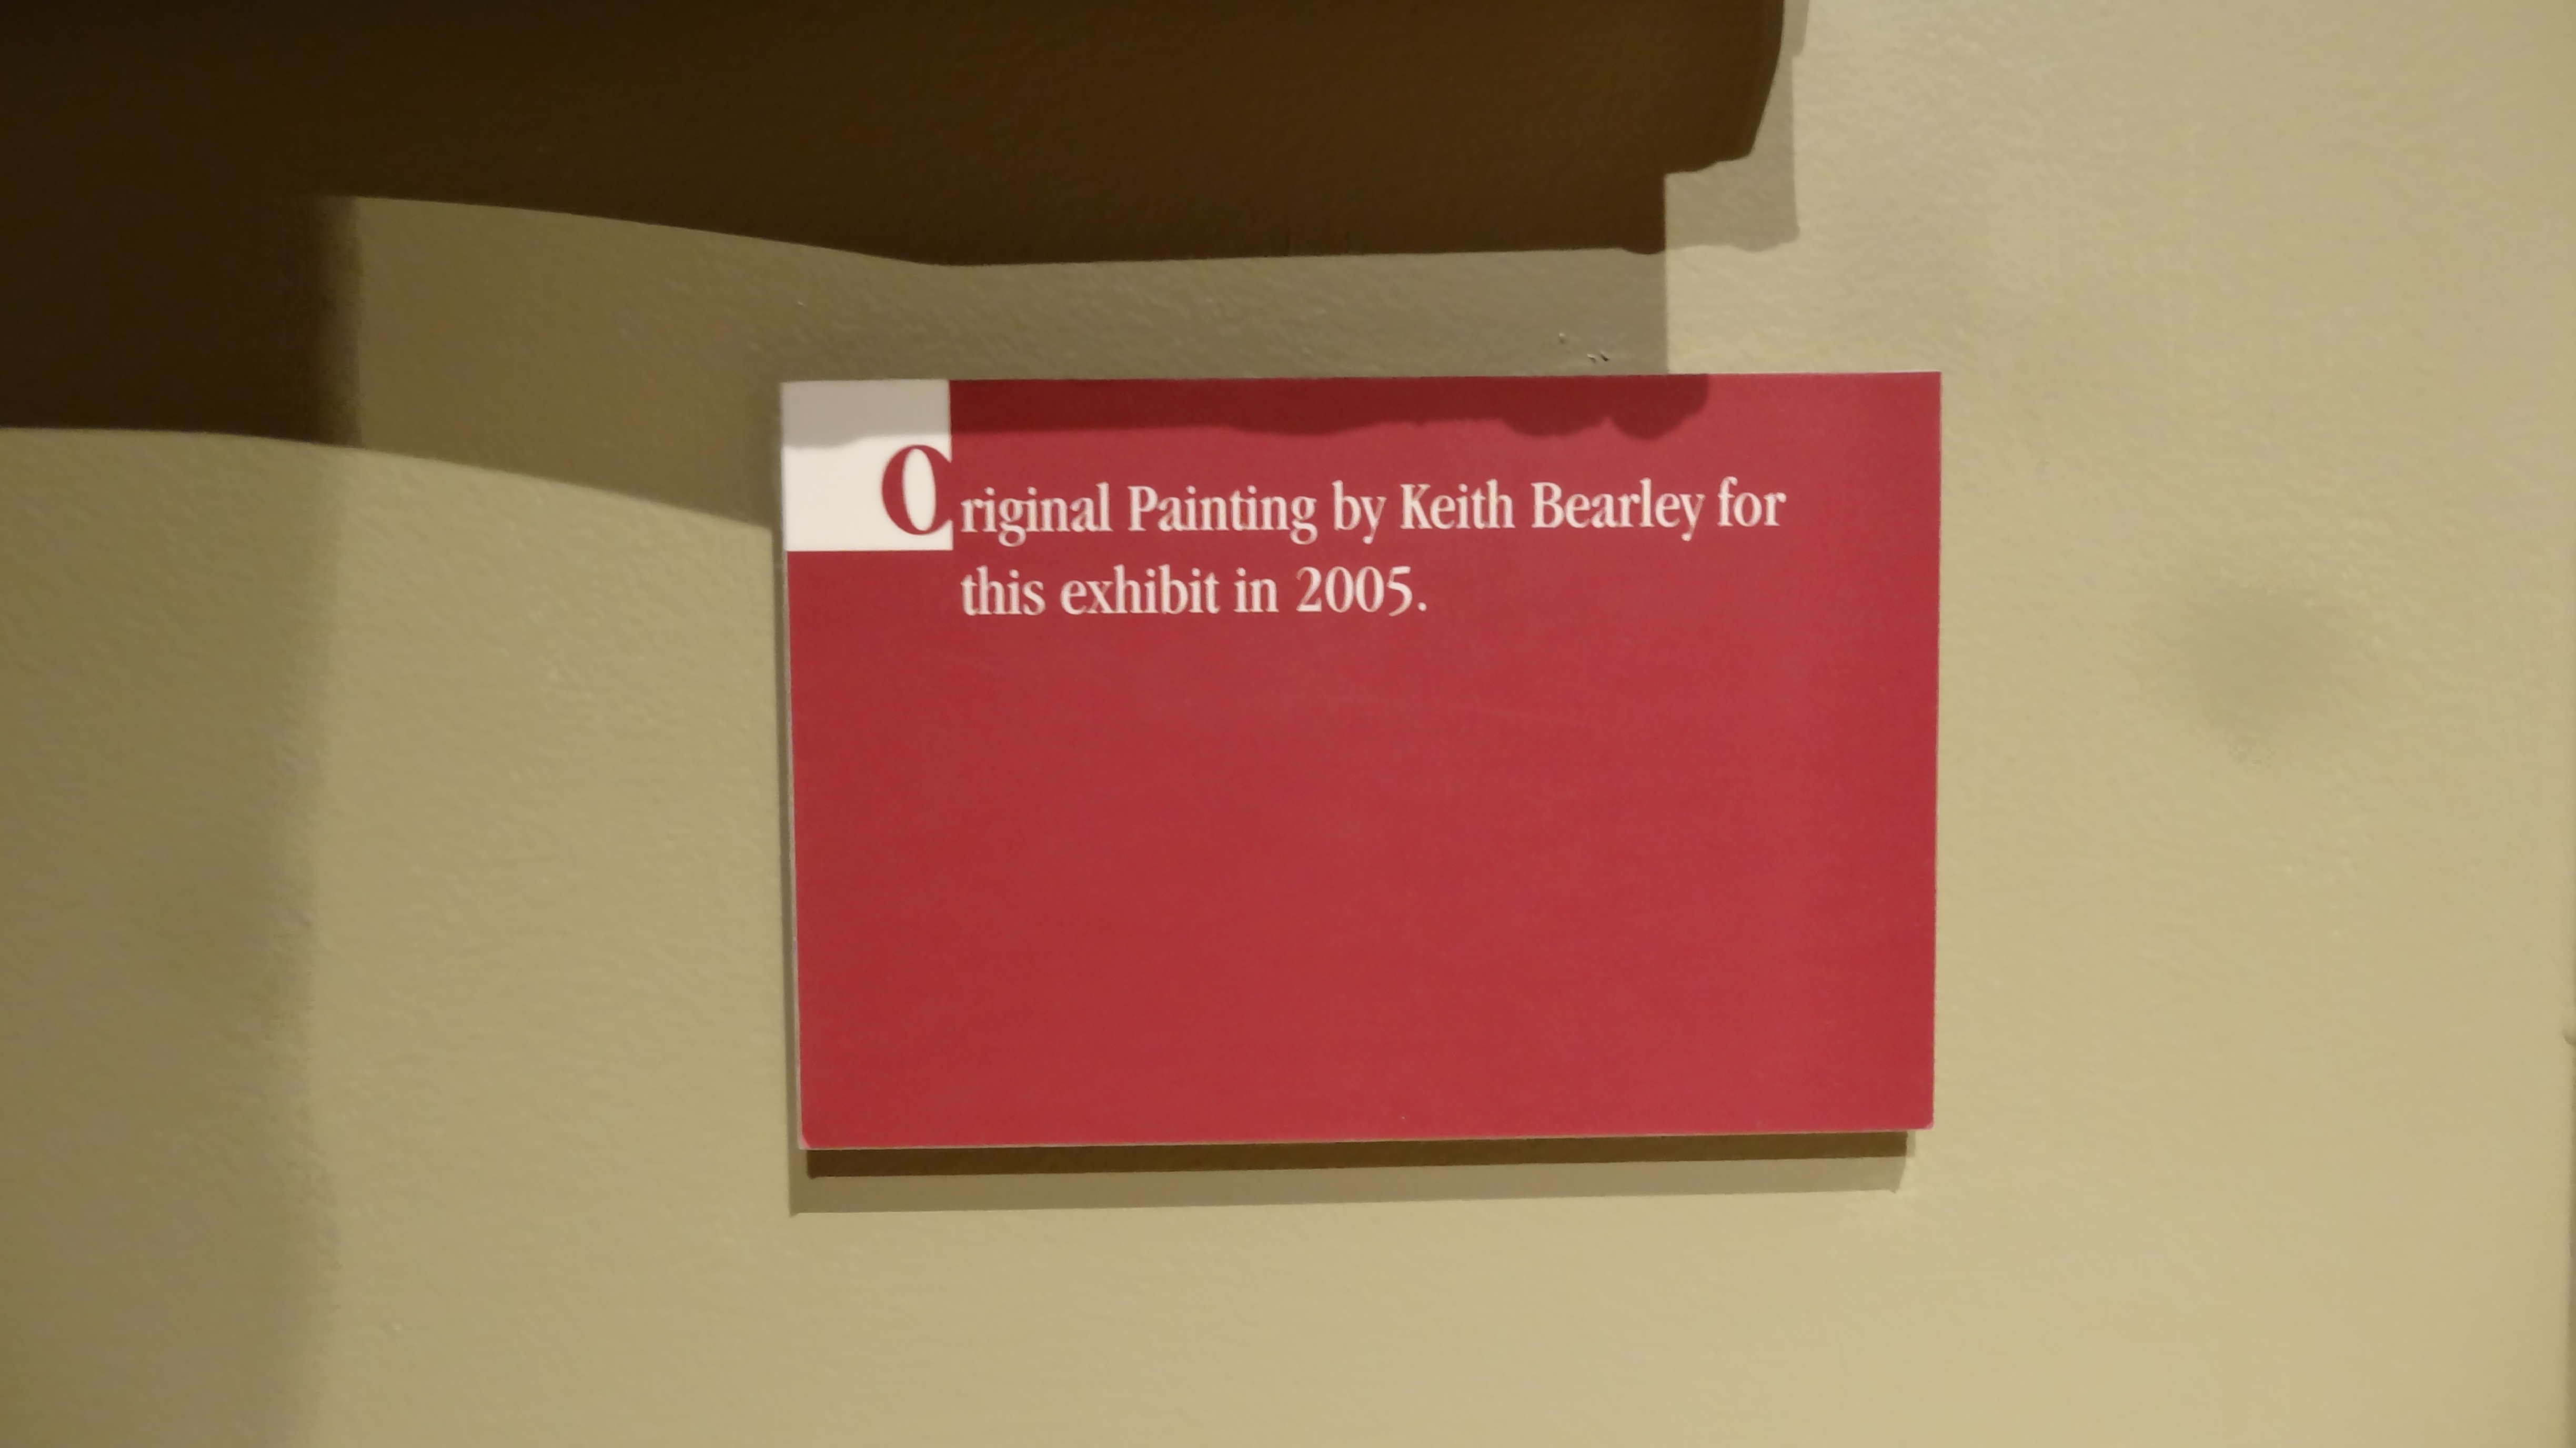 Original Painting by Keith Bearley for
this exhibit in 2005.